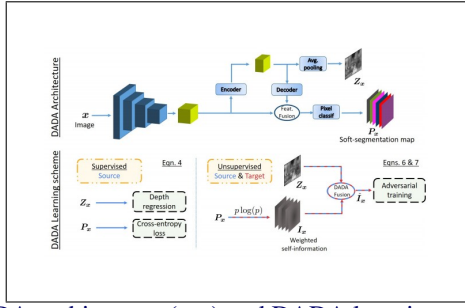 DADA Architecture
x
Image
Encoder
Avg.
pooling
Decoder
Feat.
Fusion
Pixel
classif
Z_x
P_x
Soft-segmentation map
DADA Learning scheme
Supervised
Source
Eqn. 4
Z_x
Depth
regression
P_x
Cross-entropy
loss
Unsupervised
Source & Target
Eqns. 6 & 7
Z_x
P_x
p log(p)
I_x
Weighted
self-information
DADA
Fusion
Î_x
Adversarial
training